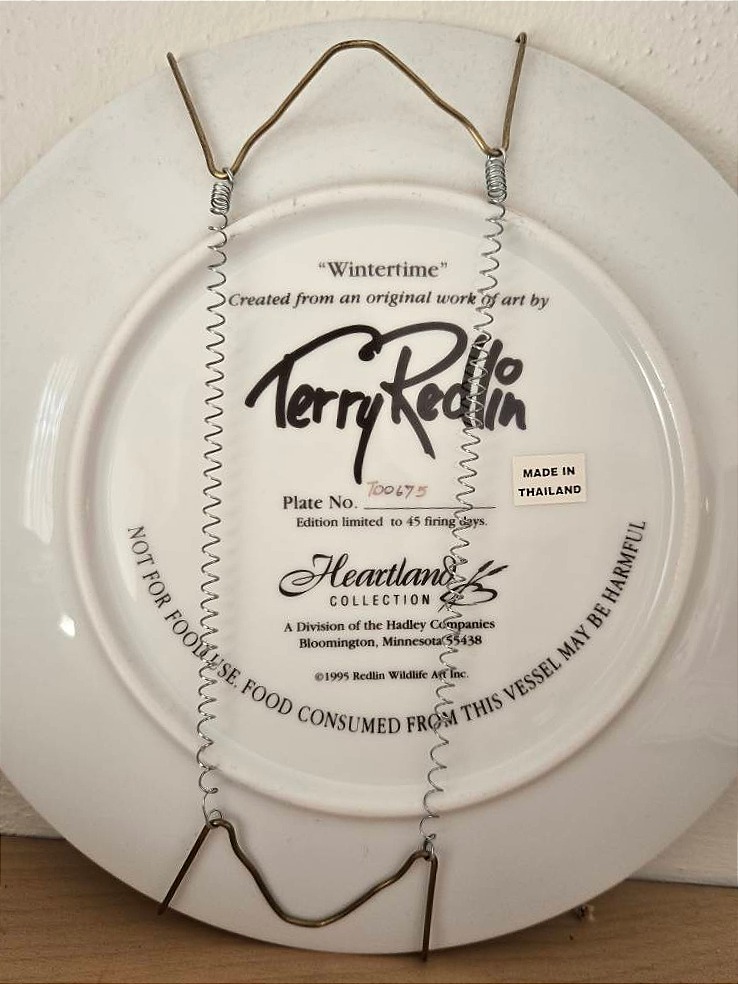 "Wintertime"
Created from an original work of art by
Terry Redlin
Plate No. T00675
Edition limited to 45 firing days.
MADE IN
THAILAND
Heartland
COLLECTION
A Division of the Hadley Companies
Bloomington, Minnesota 55438
©1995 Redlin Wildlife Art Inc.
NOT FOR FOOD USE. FOOD CONSUMED FROM THIS VESSEL MAY BE HARMFUL